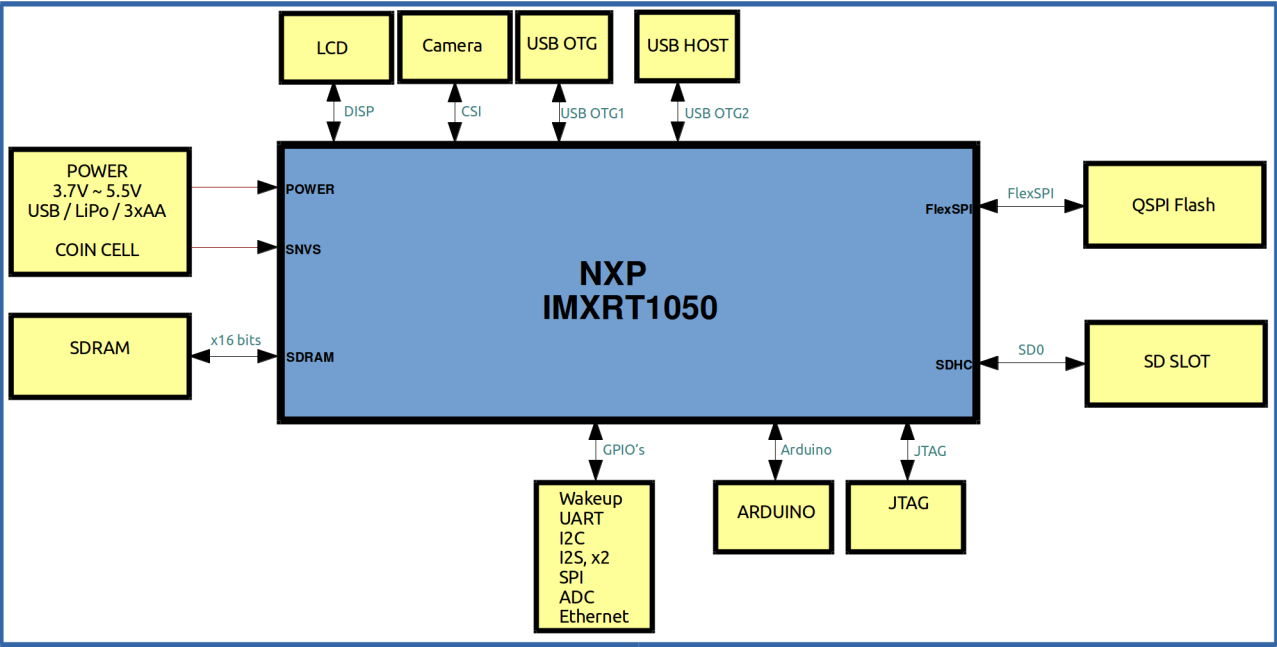 LCD
Camera
USB OTG
USB HOST
DISP
CSI
USB OTG1
USB OTG2
POWER
3.7V ~ 5.5V
USB / LiPo / 3xAA
COIN CELL
POWER
SNVS
SDRAM
x16 bits
SDRAM
NXP
IMXRT1050
FlexSPI
FlexSPI
QSPI Flash
SDHC
SD0
SD SLOT
GPIO’s
Arduino
JTAG
Wakeup
UART
I2C
I2S, x2
SPI
ADC
Ethernet
ARDUINO
JTAG